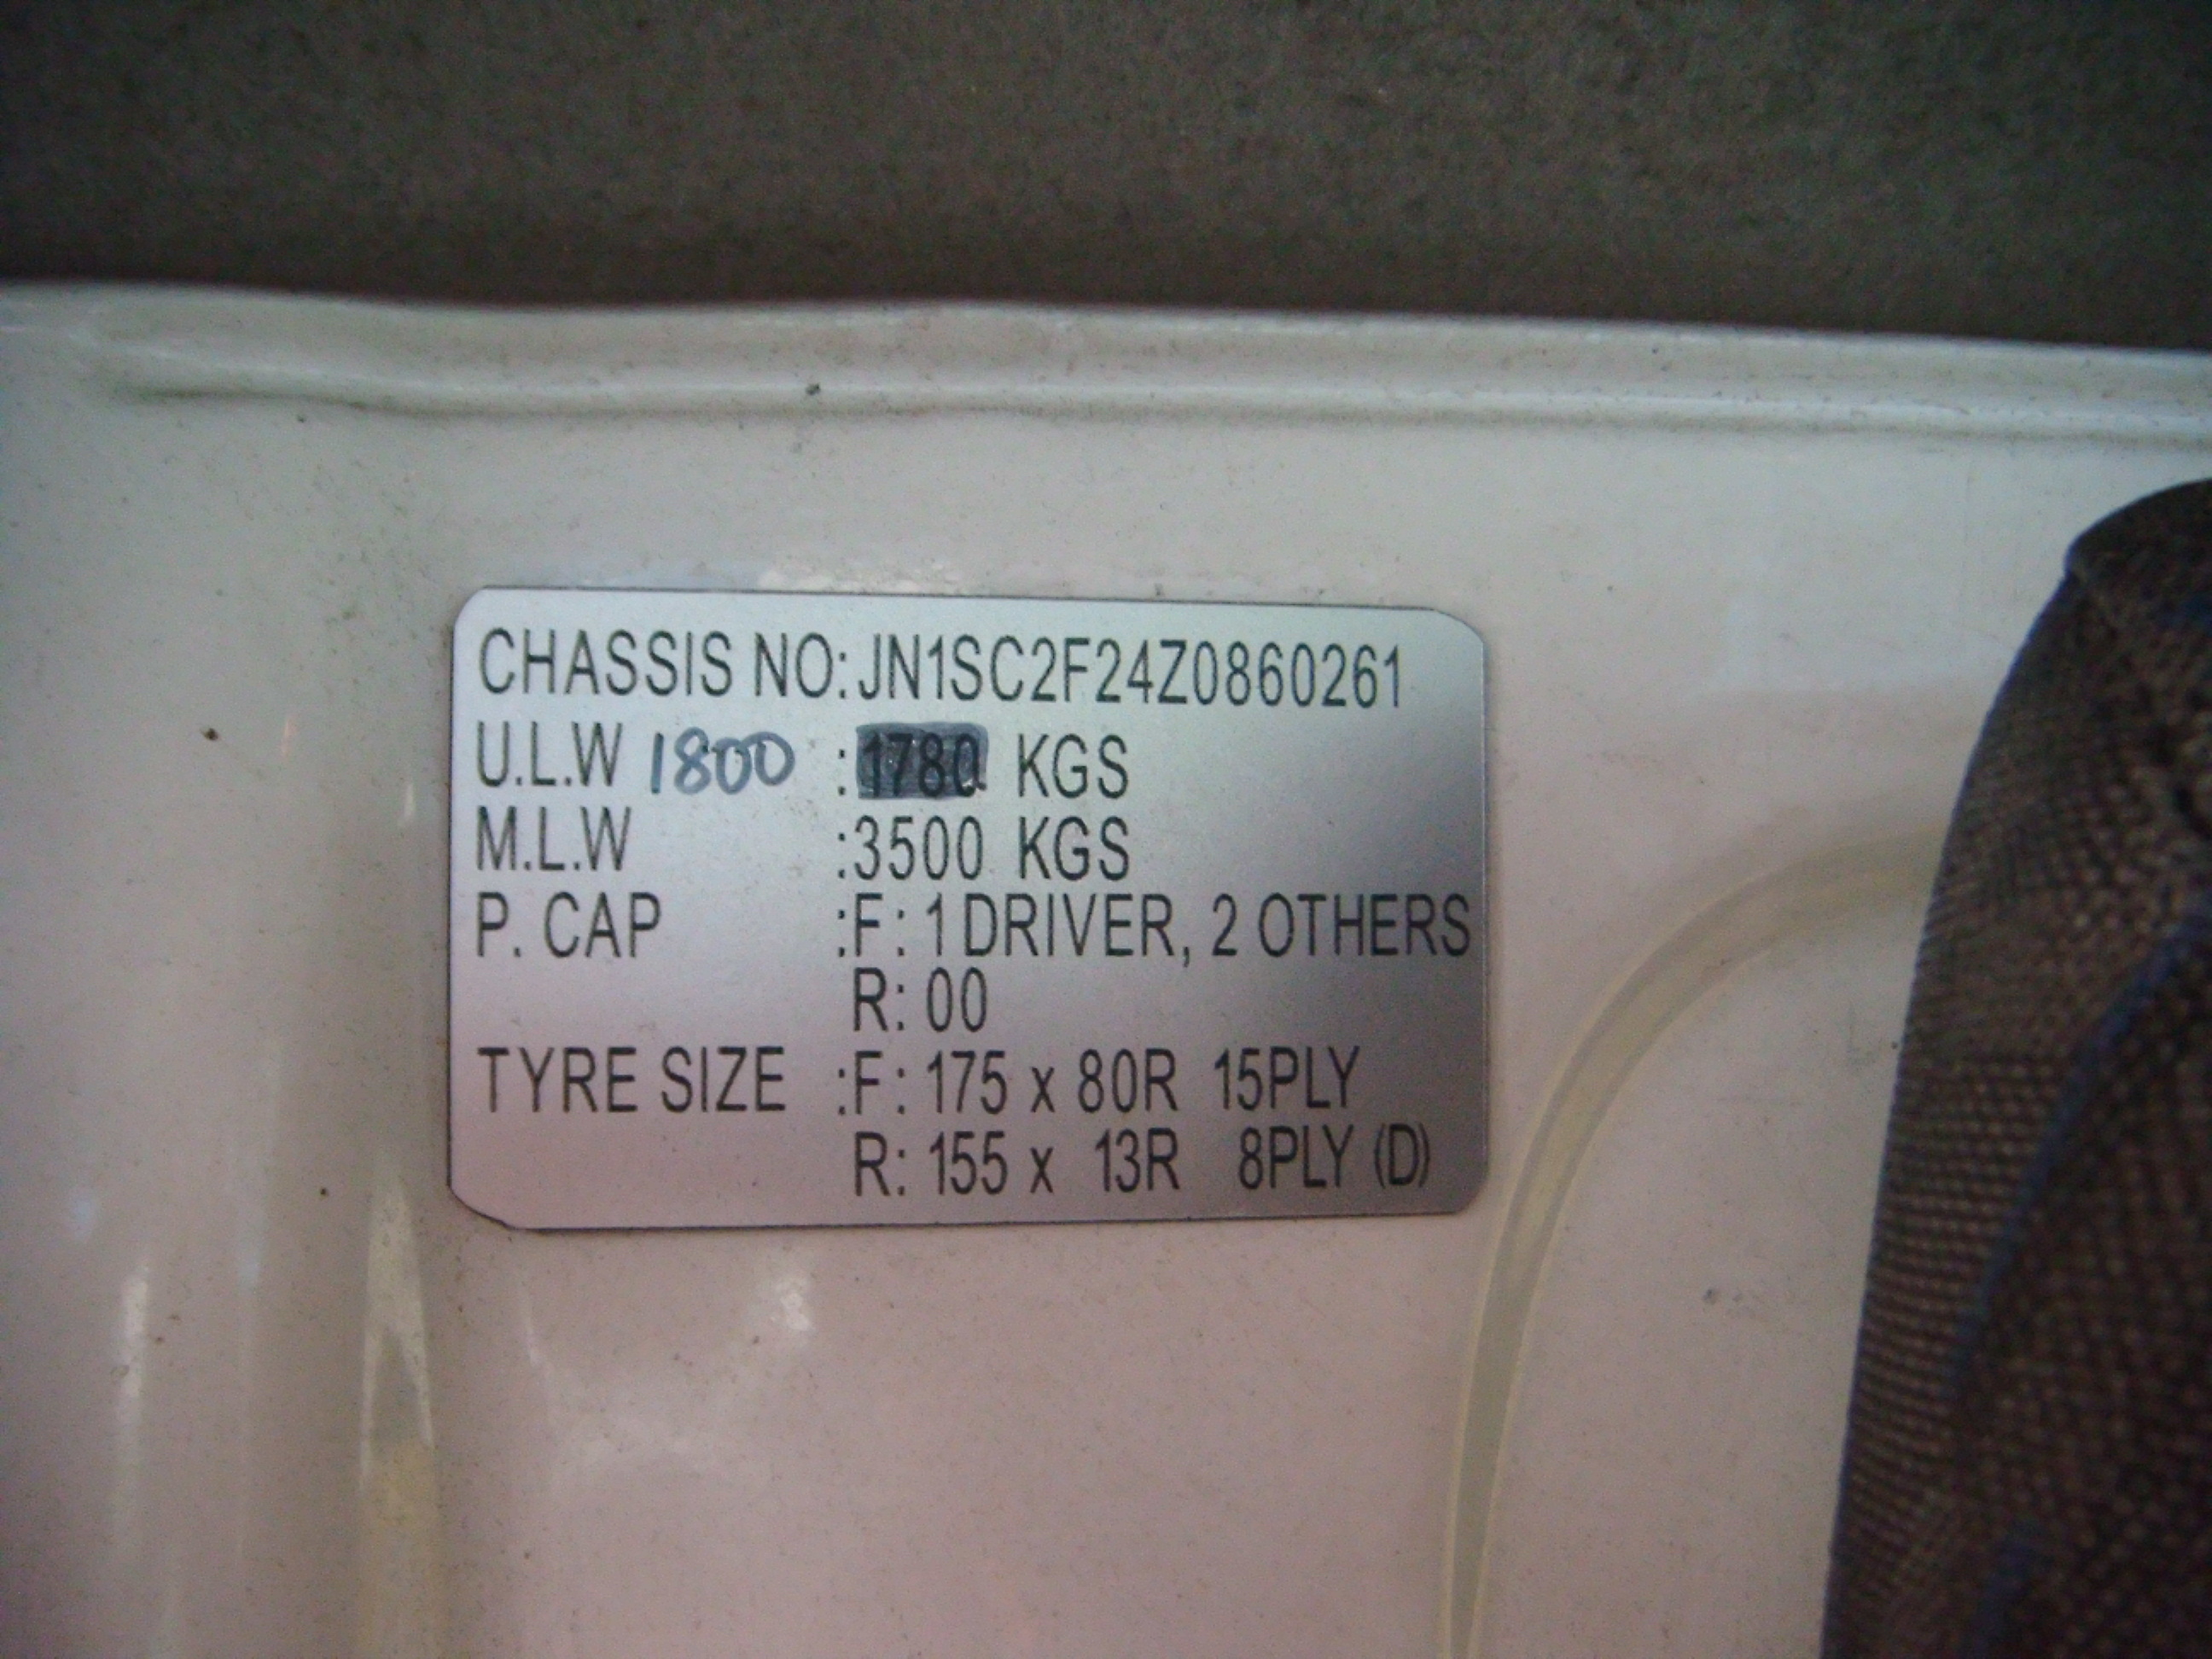 CHASSIS NO:JN1SC2F24Z0860261
U.L.W 1800 :1780 KGS
M.L.W :3500 KGS
P. CAP :F: 1 DRIVER, 2 OTHERS
R: 00
TYRE SIZE :F: 175 x 80R 15PLY
R: 155 x 13R 8PLY (D)